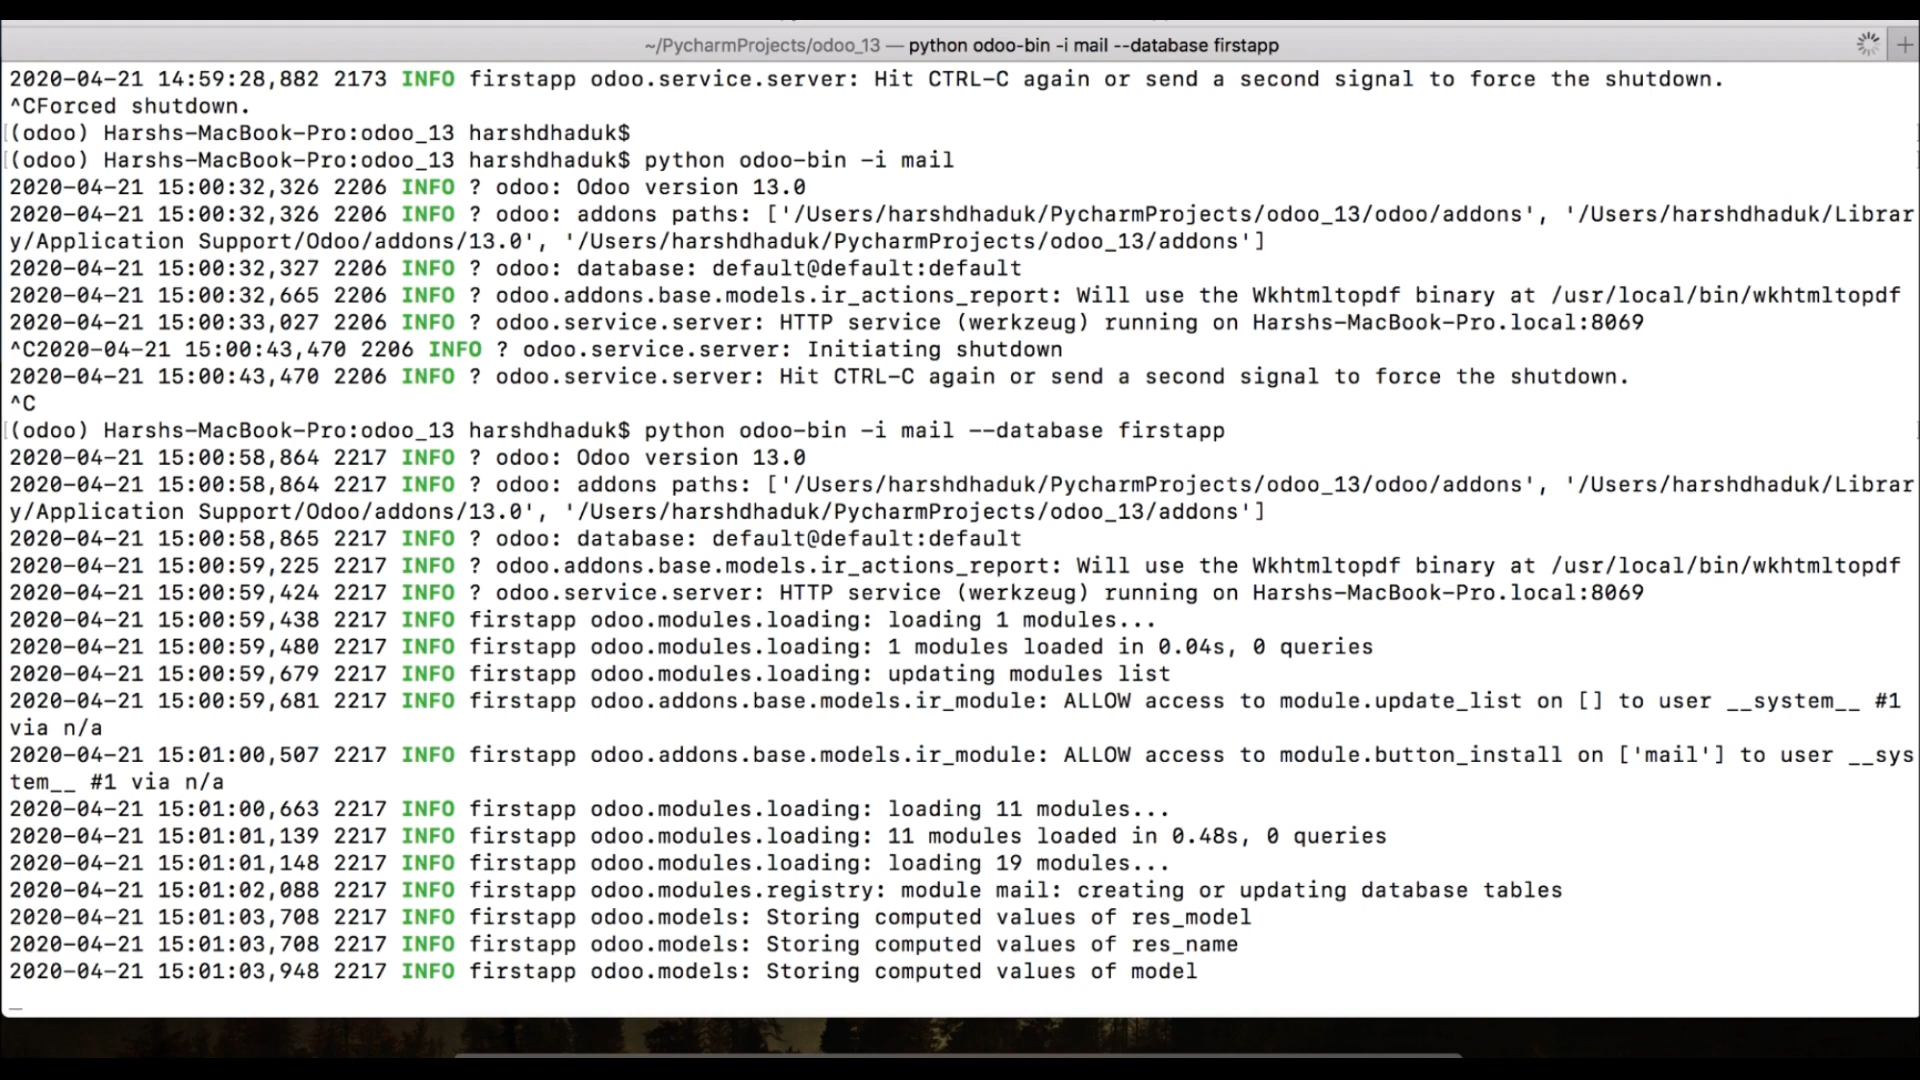 ~/PycharmProjects/odoo_13 — python odoo-bin -i mail --database firstapp
2020-04-21 14:59:28,882 2173 INFO firstapp odoo.service.server: Hit CTRL-C again or send a second signal to force the shutdown.
^CForced shutdown.
[(odoo) Harshs-MacBook-Pro:odoo_13 harshdhaduk$
[(odoo) Harshs-MacBook-Pro:odoo_13 harshdhaduk$ python odoo-bin -i mail
2020-04-21 15:00:32,326 2206 INFO ? odoo: Odoo version 13.0
2020-04-21 15:00:32,326 2206 INFO ? odoo: addons paths: ['/Users/harshdhaduk/PycharmProjects/odoo_13/odoo/addons', '/Users/harshdhaduk/Librar
y/Application Support/Odoo/addons/13.0', '/Users/harshdhaduk/PycharmProjects/odoo_13/addons']
2020-04-21 15:00:32,327 2206 INFO ? odoo: database: default@default:default
2020-04-21 15:00:32,665 2206 INFO ? odoo.addons.base.models.ir_actions_report: Will use the Wkhtmltopdf binary at /usr/local/bin/wkhtmltopdf
2020-04-21 15:00:33,027 2206 INFO ? odoo.service.server: HTTP service (werkzeug) running on Harshs-MacBook-Pro.local:8069
^C2020-04-21 15:00:43,470 2206 INFO ? odoo.service.server: Initiating shutdown
2020-04-21 15:00:43,470 2206 INFO ? odoo.service.server: Hit CTRL-C again or send a second signal to force the shutdown.
^C
[(odoo) Harshs-MacBook-Pro:odoo_13 harshdhaduk$ python odoo-bin -i mail --database firstapp
2020-04-21 15:00:58,864 2217 INFO ? odoo: Odoo version 13.0
2020-04-21 15:00:58,864 2217 INFO ? odoo: addons paths: ['/Users/harshdhaduk/PycharmProjects/odoo_13/odoo/addons', '/Users/harshdhaduk/Librar
y/Application Support/Odoo/addons/13.0', '/Users/harshdhaduk/PycharmProjects/odoo_13/addons']
2020-04-21 15:00:58,865 2217 INFO ? odoo: database: default@default:default
2020-04-21 15:00:59,225 2217 INFO ? odoo.addons.base.models.ir_actions_report: Will use the Wkhtmltopdf binary at /usr/local/bin/wkhtmltopdf
2020-04-21 15:00:59,424 2217 INFO ? odoo.service.server: HTTP service (werkzeug) running on Harshs-MacBook-Pro.local:8069
2020-04-21 15:00:59,438 2217 INFO firstapp odoo.modules.loading: loading 1 modules...
2020-04-21 15:00:59,480 2217 INFO firstapp odoo.modules.loading: 1 modules loaded in 0.04s, 0 queries
2020-04-21 15:00:59,679 2217 INFO firstapp odoo.modules.loading: updating modules list
2020-04-21 15:00:59,681 2217 INFO firstapp odoo.addons.base.models.ir_module: ALLOW access to module.update_list on [] to user __system__ #1
via n/a
2020-04-21 15:01:00,507 2217 INFO firstapp odoo.addons.base.models.ir_module: ALLOW access to module.button_install on ['mail'] to user __sys
tem__ #1 via n/a
2020-04-21 15:01:00,663 2217 INFO firstapp odoo.modules.loading: loading 11 modules...
2020-04-21 15:01:01,139 2217 INFO firstapp odoo.modules.loading: 11 modules loaded in 0.48s, 0 queries
2020-04-21 15:01:01,148 2217 INFO firstapp odoo.modules.loading: loading 19 modules...
2020-04-21 15:01:02,088 2217 INFO firstapp odoo.modules.registry: module mail: creating or updating database tables
2020-04-21 15:01:03,708 2217 INFO firstapp odoo.models: Storing computed values of res_model
2020-04-21 15:01:03,708 2217 INFO firstapp odoo.models: Storing computed values of res_name
2020-04-21 15:01:03,948 2217 INFO firstapp odoo.models: Storing computed values of model